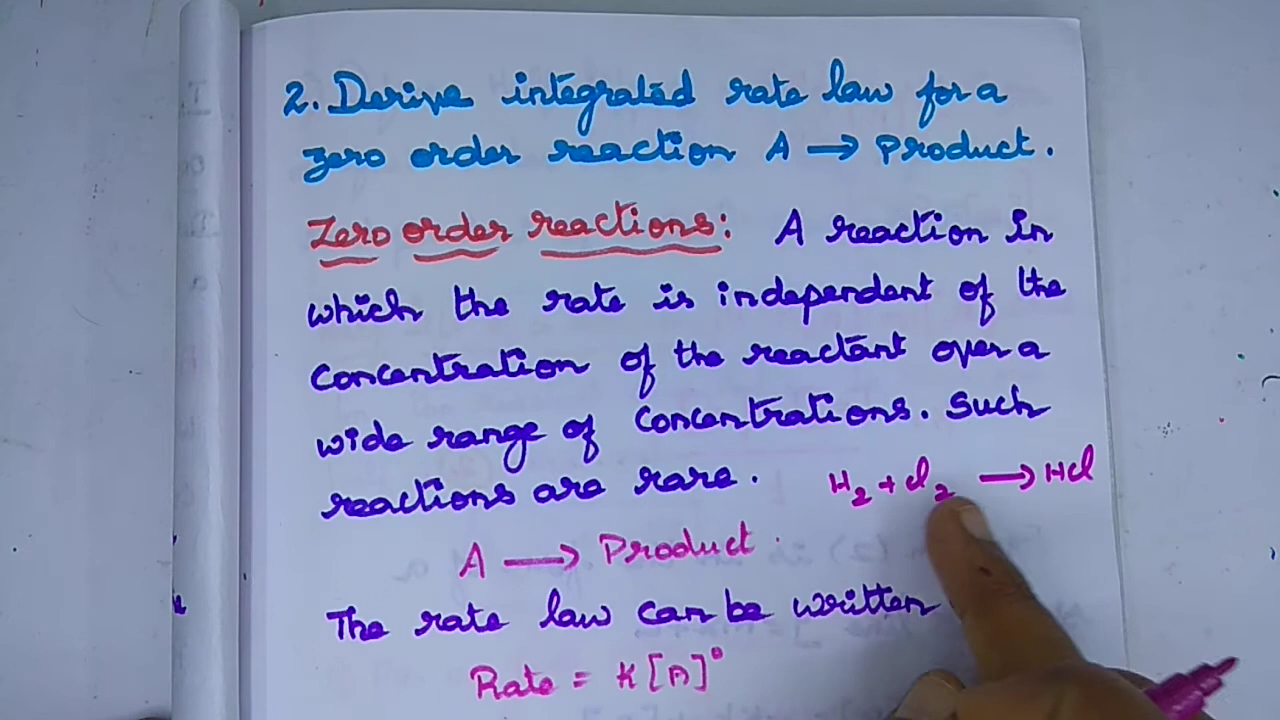 2. Derive integrated rate law for a
zero order reaction A → Product.
Zero order reactions: A reaction in
which the rate is independent of the
concentration of the reactant over a
wide range of concentrations. Such
reactions are rare. H₂ + Cl₂ → HCl
A → Product.
The rate law can be written
Rate = K [A]⁰